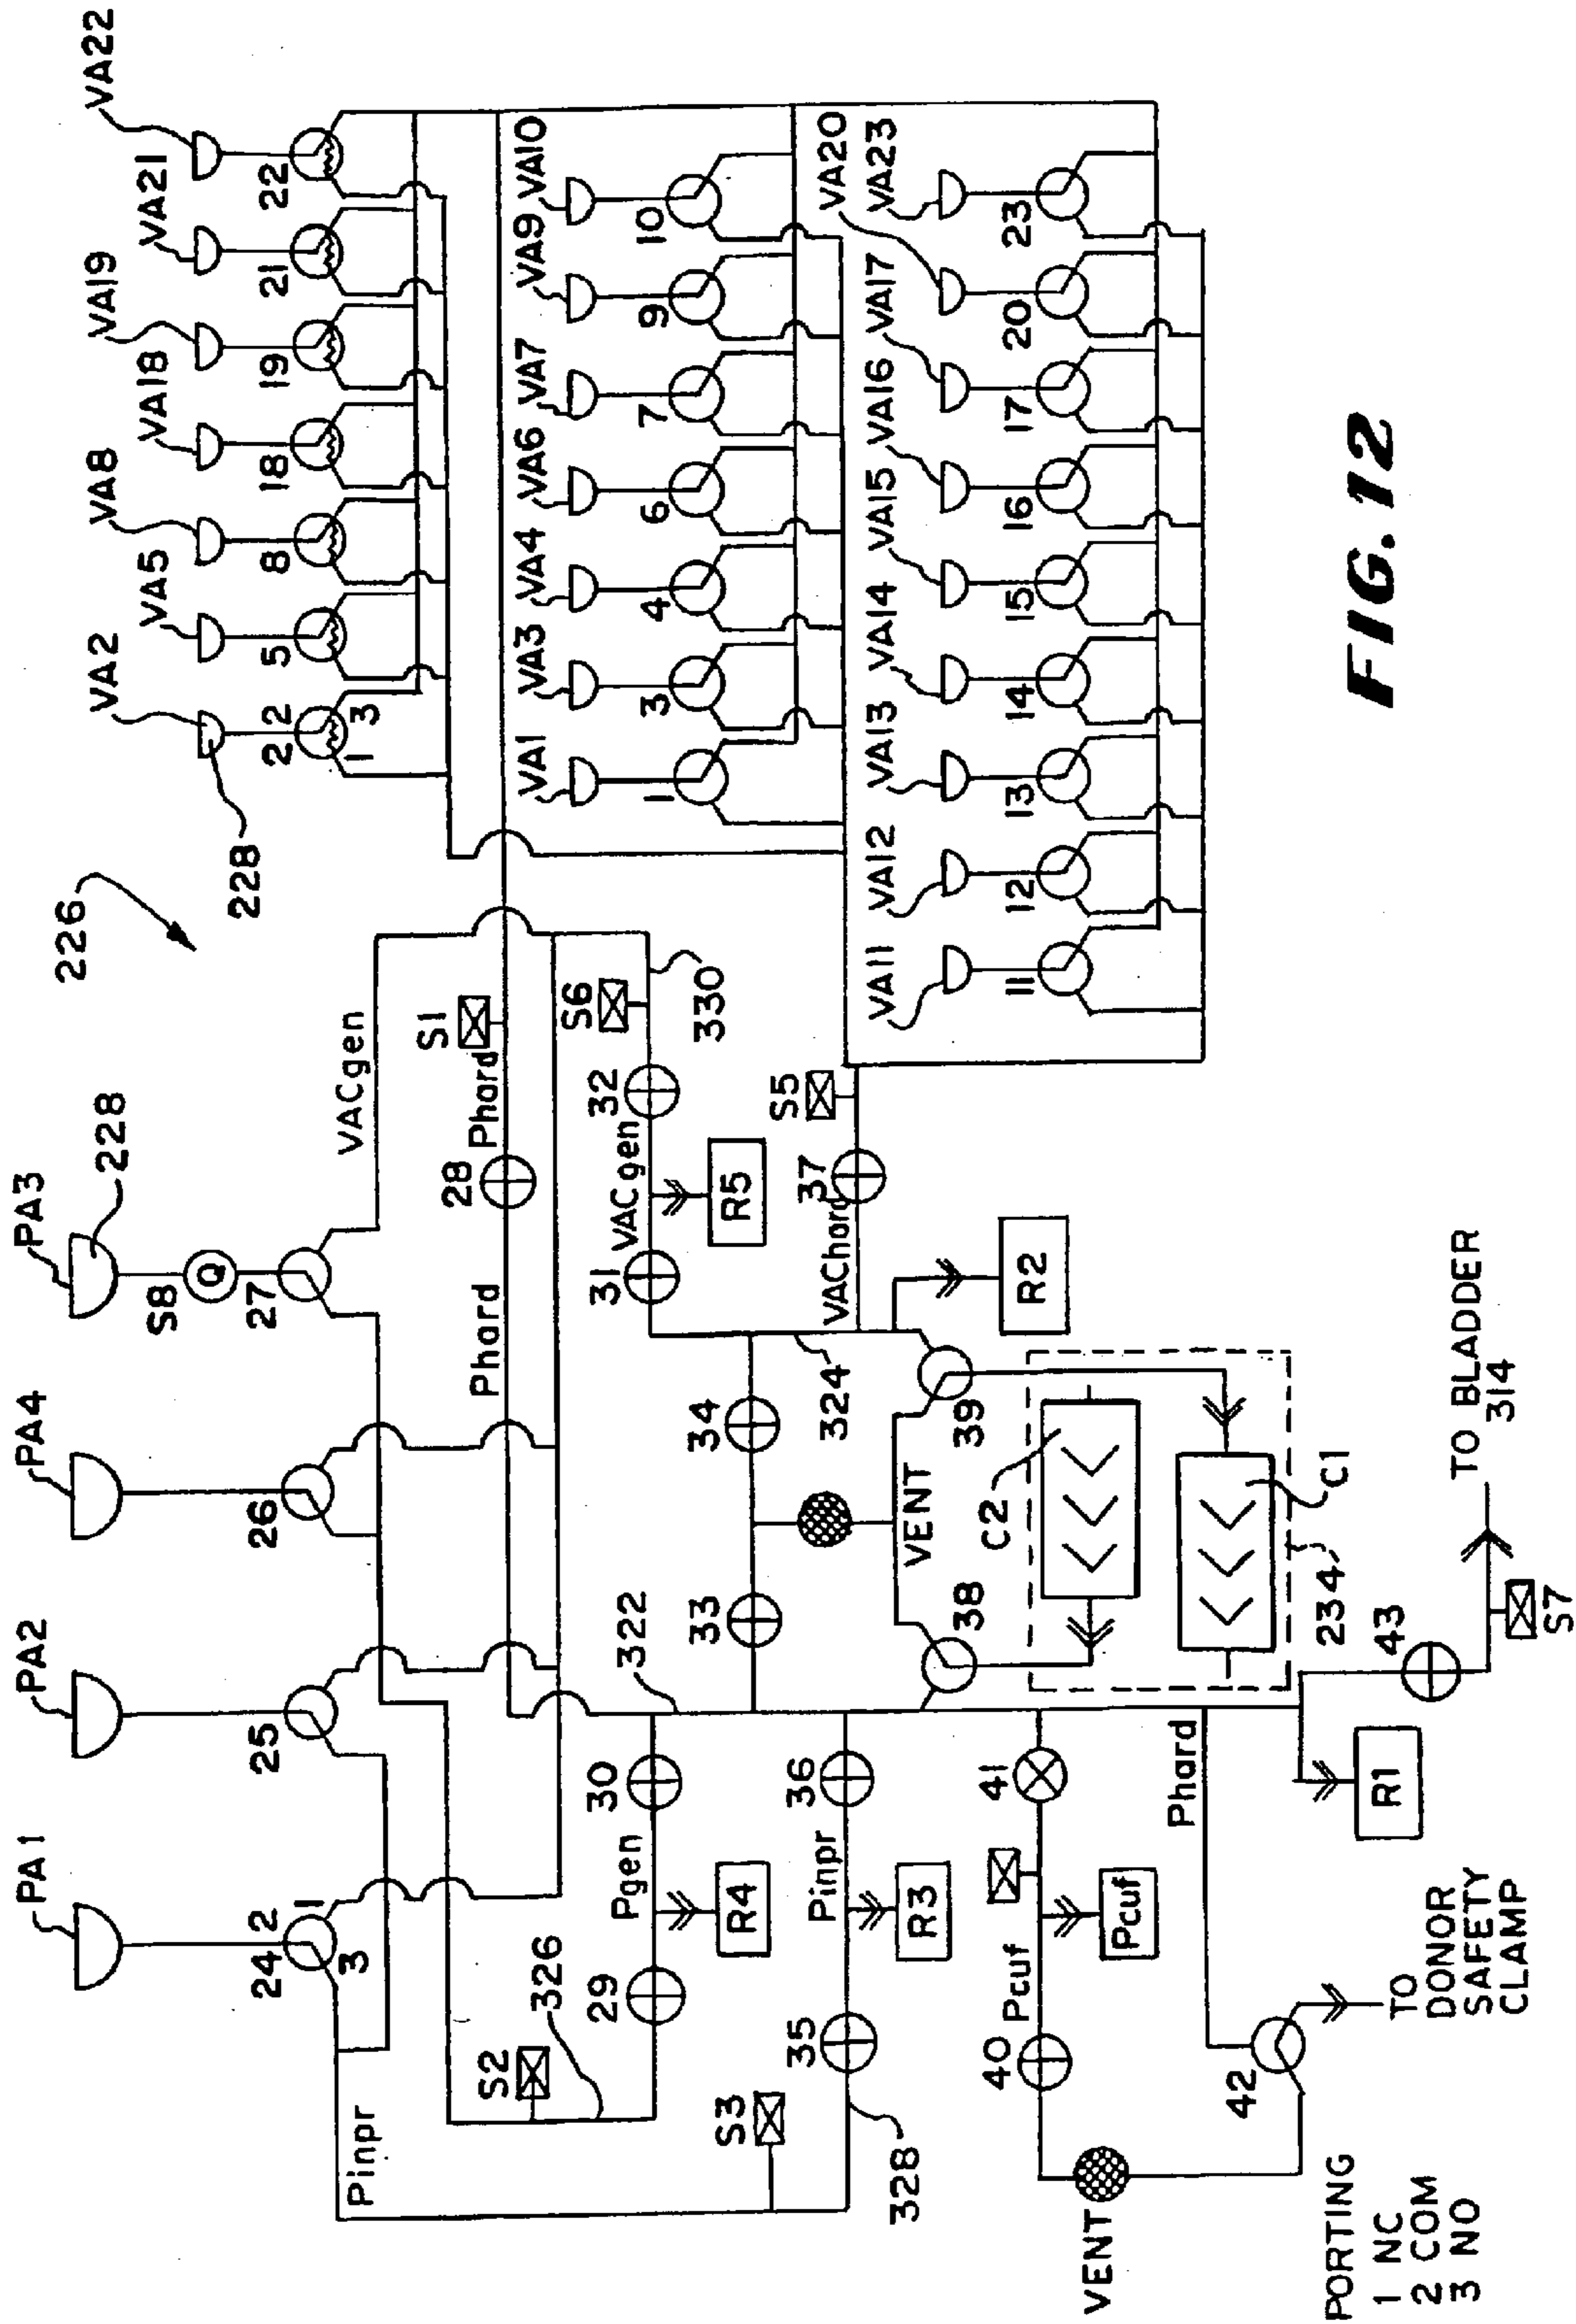 226
PA1
PA2
PA4
PA3
228
VA2
VA5
VA8
VA18
VA19
VA21
VA22
228
S8
Q
24
2
1
3
25
26
27
2
2
1
3
5
8
18
19
21
22
VACgen
Pinpr
S2
326
Phard
28
Phard
S1
S6
VA1
VA3
VA4
VA6
VA7
VA9
VA10
1
3
4
6
7
9
10
29
Pgen
30
322
31
VACgen
32
330
R4
R5
S3
33
34
324
VAChard
37
S5
35
Pinpr
36
328
R3
VENT
38
39
R2
VA11
VA12
VA13
VA14
VA15
VA16
VA17
VA20
VA23
11
12
13
14
15
16
17
20
23
40
Pcuf
41
Pcuf
C2
C1
234
VENT
42
Phard
R1
43
S7
TO BLADDER
314
TO
DONOR
SAFETY
CLAMP
PORTING
1 NC
2 COM
3 NO
FIG. 12